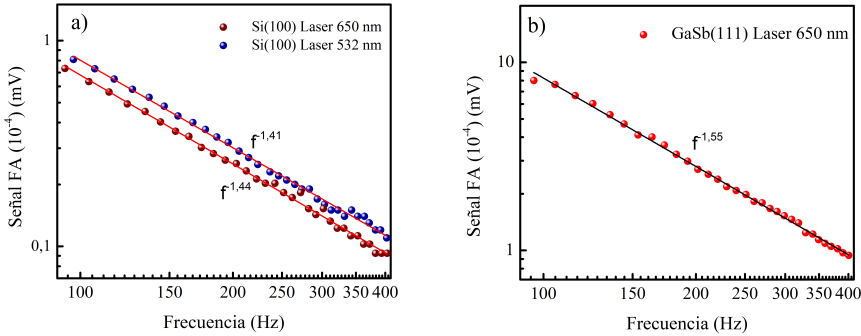 a)
Si(100) Laser 650 nm
Si(100) Laser 532 nm
1
0,1
f-1,41
f-1,44
100 150 200 250 300 350 400
Señal FA (10-4) (mV)
Frecuencia (Hz)
b)
GaSb(111) Laser 650 nm
10
1
f-1,55
100 150 200 250 300 350 400
Señal FA (10-4) (mV)
Frecuencia (Hz)